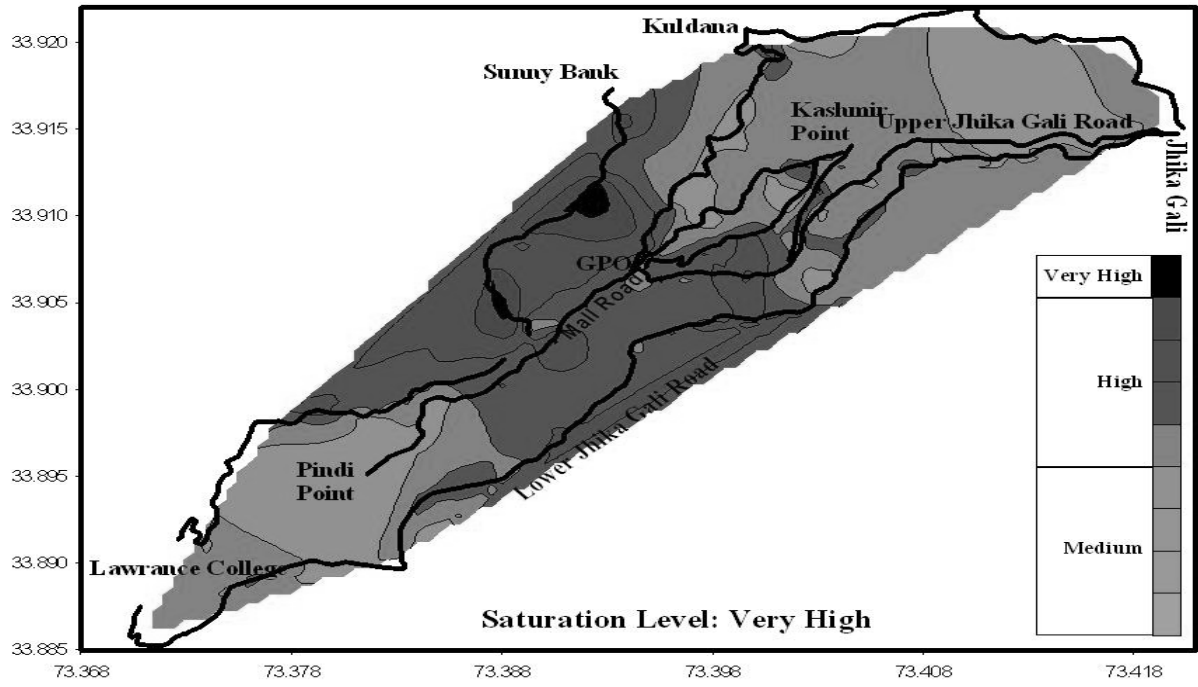 33.920
33.915
33.910
33.905
33.900
33.895
33.890
33.885
73.368
73.378
73.388
73.398
73.408
73.418
Kuldana
Sunny Bank
Kashmir
Point
Upper Jhika Gali Road
Jhika Gali
GPO
Mall Road
Lower Jhika Gali Road
Pindi
Point
Lawrance College
Very High
High
Medium
Saturation Level: Very High